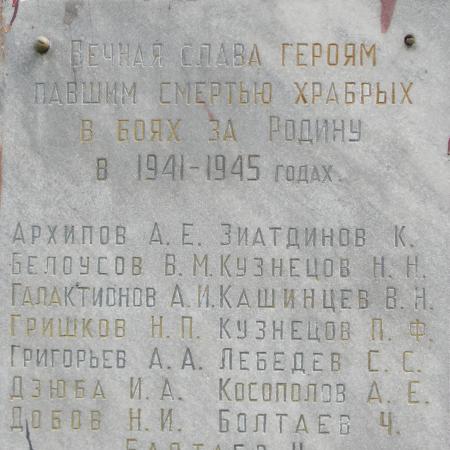 Вечная слава героям
павшим смертью храбрых
в боях за Родину
в 1941-1945 годах.
Архипов А. Е. Зиатдинов К.
Белоусов В. М. Кузнецов Н. Н.
Галактионов А. И. Кашинцев В. Н.
Гришков Н. П. Кузнецов П. Ф.
Григорьев А. А. Лебедев С. С.
Дзюба И. А. Косополов А. Е.
Добов Н. И. Болтаев Ч.